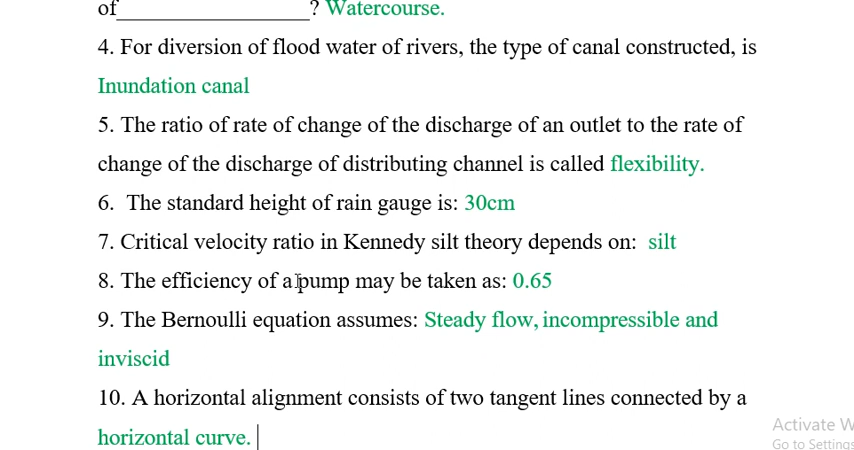 of_________________? Watercourse.
4. For diversion of flood water of rivers, the type of canal constructed, is
Inundation canal
5. The ratio of rate of change of the discharge of an outlet to the rate of
change of the discharge of distributing channel is called flexibility.
6. The standard height of rain gauge is: 30cm
7. Critical velocity ratio in Kennedy silt theory depends on: silt
8. The efficiency of a pump may be taken as: 0.65
9. The Bernoulli equation assumes: Steady flow, incompressible and
inviscid
10. A horizontal alignment consists of two tangent lines connected by a
horizontal curve.
Activate W
Go to Settings